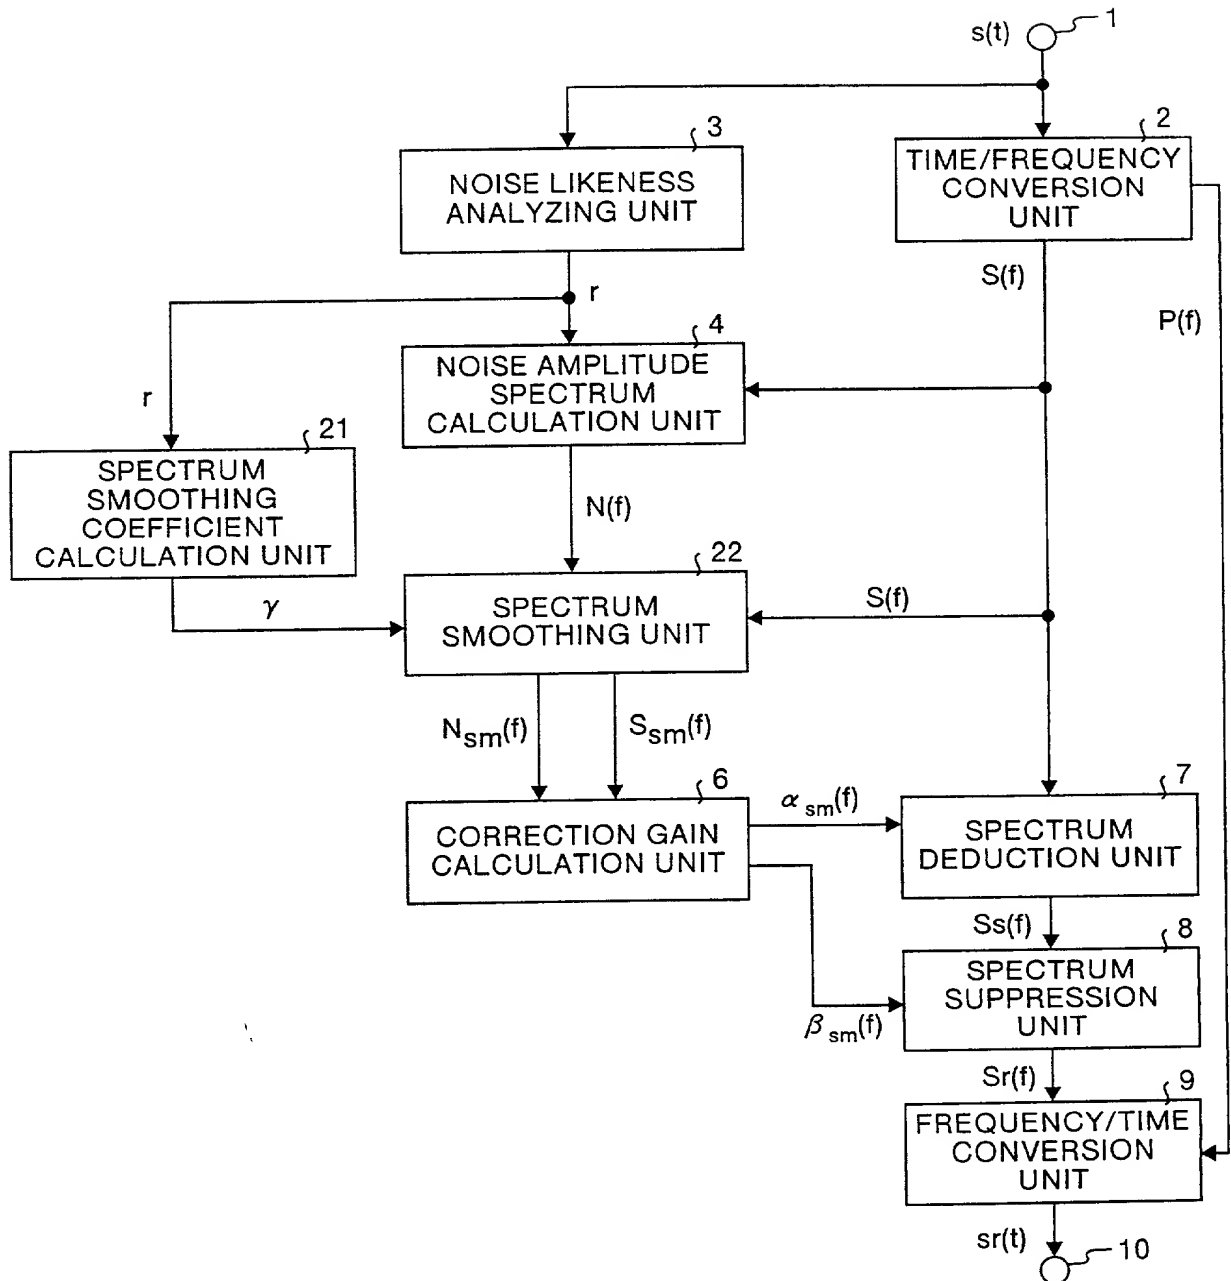 s(t)
1
3
NOISE LIKENESS
ANALYZING UNIT
2
TIME/FREQUENCY
CONVERSION
UNIT
S(f)
P(f)
r
r
4
NOISE AMPLITUDE
SPECTRUM
CALCULATION UNIT
21
SPECTRUM
SMOOTHING
COEFFICIENT
CALCULATION UNIT
N(f)
γ
22
SPECTRUM
SMOOTHING UNIT
S(f)
Nsm(f)
Ssm(f)
6
CORRECTION GAIN
CALCULATION UNIT
αsm(f)
7
SPECTRUM
DEDUCTION UNIT
Ss(f)
βsm(f)
8
SPECTRUM
SUPPRESSION
UNIT
Sr(f)
9
FREQUENCY/TIME
CONVERSION
UNIT
sr(t)
10